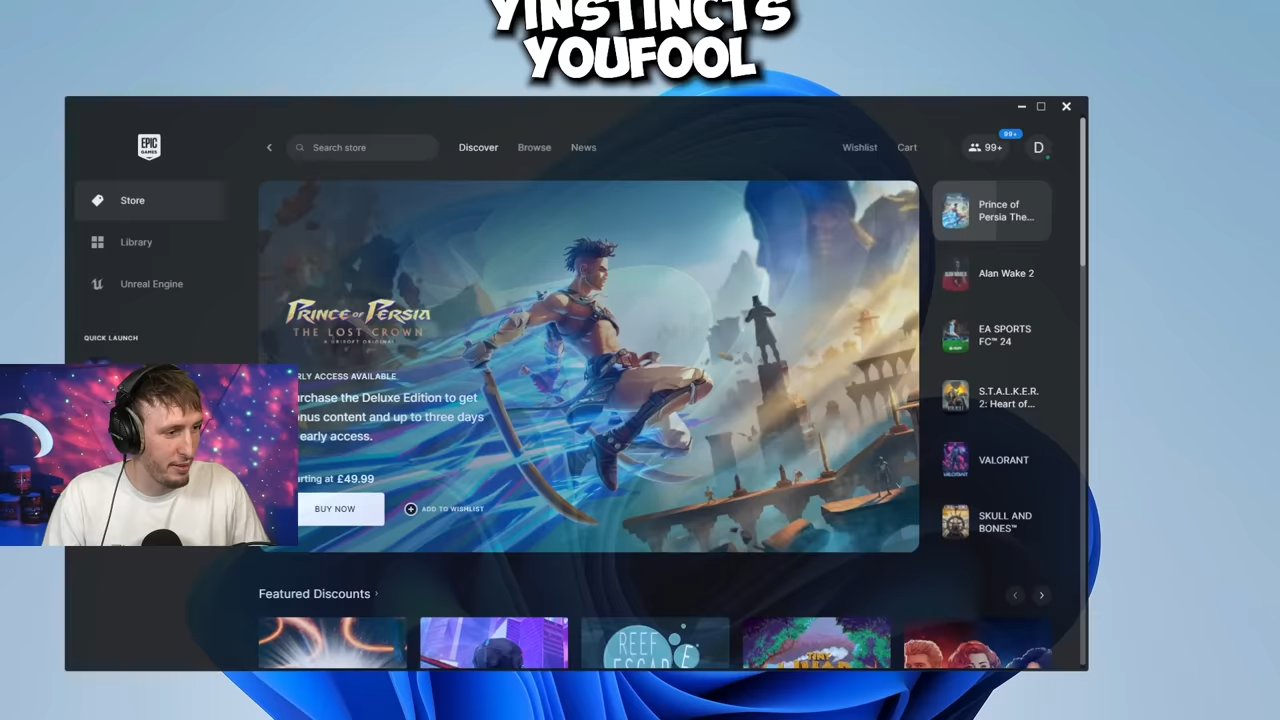 YINSTINCTS
YOUFOOL
EPIC
GAMES
Search store
Discover
Browse
News
Wishlist
Cart
99+
99+
D
Store
Library
Unreal Engine
QUICK LAUNCH
PRINCE OF PERSIA
THE LOST CROWN
A UBISOFT ORIGINAL
RLY ACCESS AVAILABLE
urchase the Deluxe Edition to get
nus content and up to three days
early access.
arting at £49.99
BUY NOW
ADD TO WISHLIST
Prince of
Persia The...
Alan Wake 2
EA SPORTS
FC™ 24
S.T.A.L.K.E.R.
2: Heart of...
VALORANT
SKULL AND
BONES™
Featured Discounts
REEF
ESCAPE
TINY